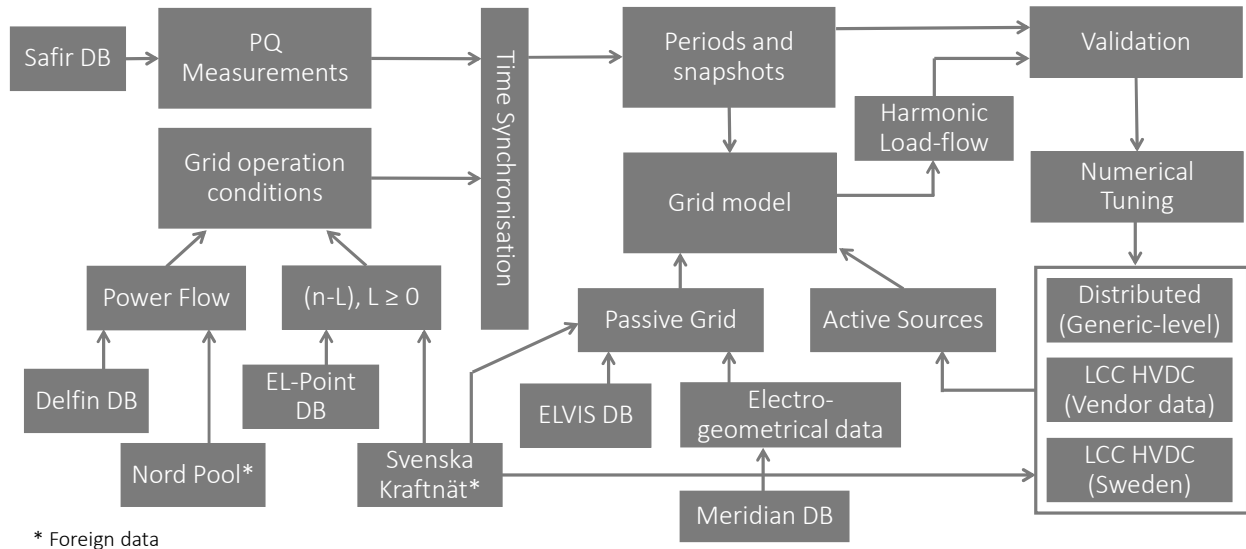 Safir DB
PQ
Measurements
Time Synchronisation
Periods and
snapshots
Validation
Grid operation
conditions
Harmonic
Load-flow
Grid model
Numerical
Tuning
Power Flow
(n-L), L ≥ 0
Passive Grid
Active Sources
Distributed
(Generic-level)
Delfin DB
EL-Point
DB
ELVIS DB
Electro-
geometrical data
LCC HVDC
(Vendor data)
Nord Pool*
Svenska
Kraftnät*
LCC HVDC
(Sweden)
Meridian DB
* Foreign data